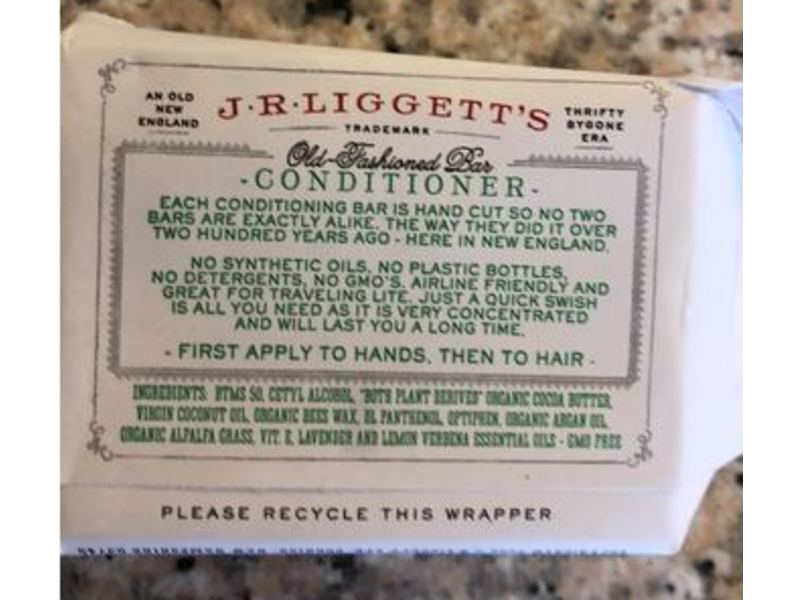 AN OLD NEW ENGLAND
J·R·LIGGETT'S
THRIFTY BYGONE ERA
TRADEMARK
Old-Fashioned Bar
-CONDITIONER-
EACH CONDITIONING BAR IS HAND CUT SO NO TWO
BARS ARE EXACTLY ALIKE. THE WAY THEY DID IT OVER
TWO HUNDRED YEARS AGO - HERE IN NEW ENGLAND.
NO SYNTHETIC OILS, NO PLASTIC BOTTLES,
NO DETERGENTS, NO GMO'S. AIRLINE FRIENDLY AND
GREAT FOR TRAVELING LITE. JUST A QUICK SWISH
IS ALL YOU NEED AS IT IS VERY CONCENTRATED
AND WILL LAST YOU A LONG TIME.
- FIRST APPLY TO HANDS, THEN TO HAIR -
INGREDIENTS: BTMS 50, CETYL ALCOHOL, "BOTH PLANT DERIVED" ORGANIC COCOA BUTTER,
VIRGIN COCONUT OIL, ORGANIC BEES WAX, DL PANTHENOL, OPTIPHEN, ORGANIC ARGAN OIL,
ORGANIC ALFALFA GRASS, VIT. E, LAVENDER AND LEMON VERBENA ESSENTIAL OILS - GMO FREE
PLEASE RECYCLE THIS WRAPPER